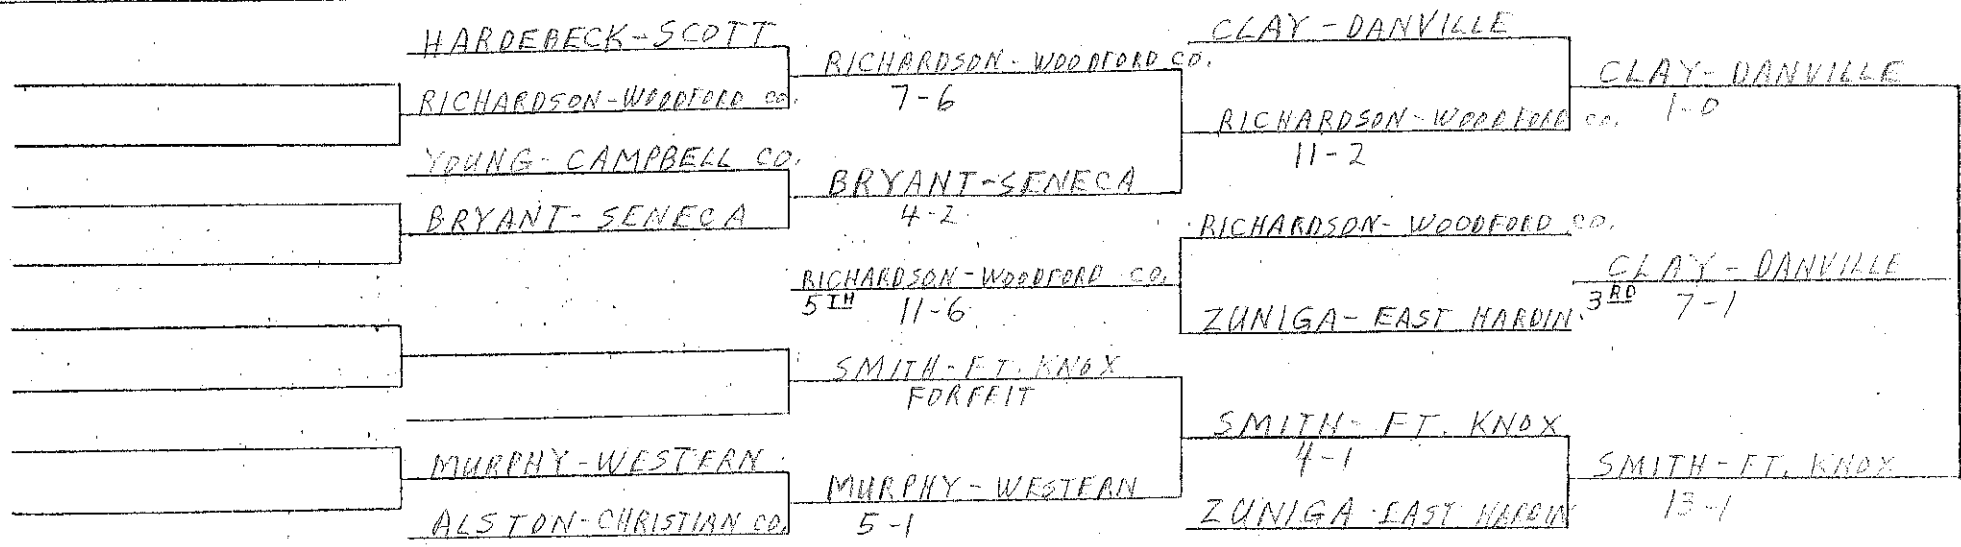 HARDEBECK-SCOTT
RICHARDSON-WOODFORD CO.
YOUNG-CAMPBELL CO.
BRYANT-SENECA
MURPHY-WESTERN
ALSTON-CHRISTIAN CO.
RICHARDSON-WOODFORD CO.
7-6
BRYANT-SENECA
4-2
RICHARDSON-WOODFORD CO.
5TH 11-6
SMITH-FT. KNOX
FORFEIT
MURPHY-WESTERN
5-1
CLAY-DANVILLE
RICHARDSON-WOODFORD CO.
11-2
RICHARDSON-WOODFORD CO.
ZUNIGA-EAST HARDIN
SMITH-FT. KNOX
4-1
ZUNIGA-EAST HARDIN
CLAY-DANVILLE
1-0
CLAY-DANVILLE
3RD 7-1
SMITH-FT. KNOX
13-1